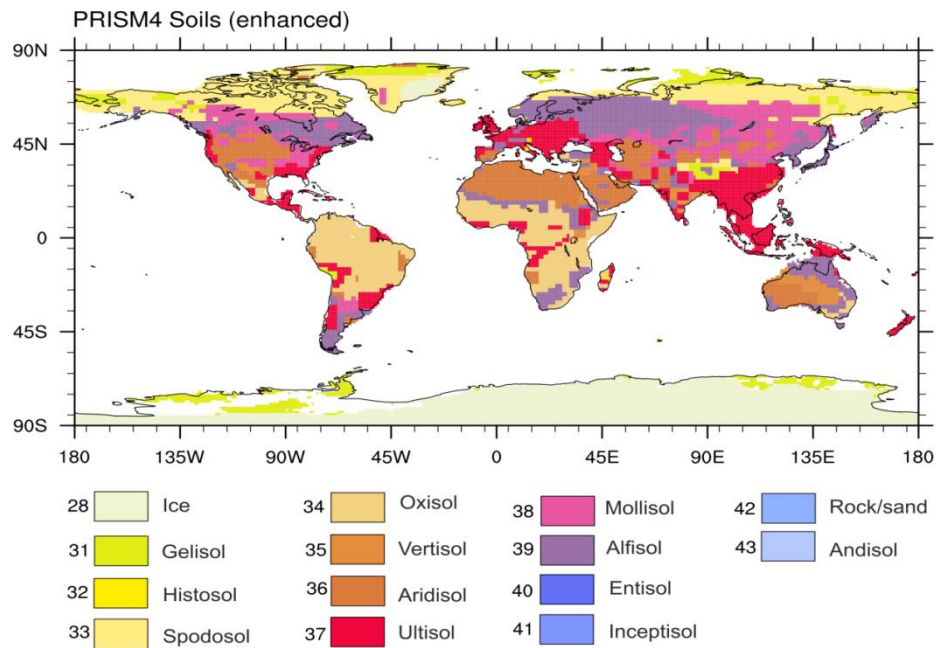 PRISM4 Soils (enhanced)
90N
45N
0
45S
90S
180 135W 90W 45W 0 45E 90E 135E 180
28 Ice 34 Oxisol 38 Mollisol 42 Rock/sand
31 Gelisol 35 Vertisol 39 Alfisol 43 Andisol
32 Histosol 36 Aridisol 40 Entisol
33 Spodosol 37 Ultisol 41 Inceptisol